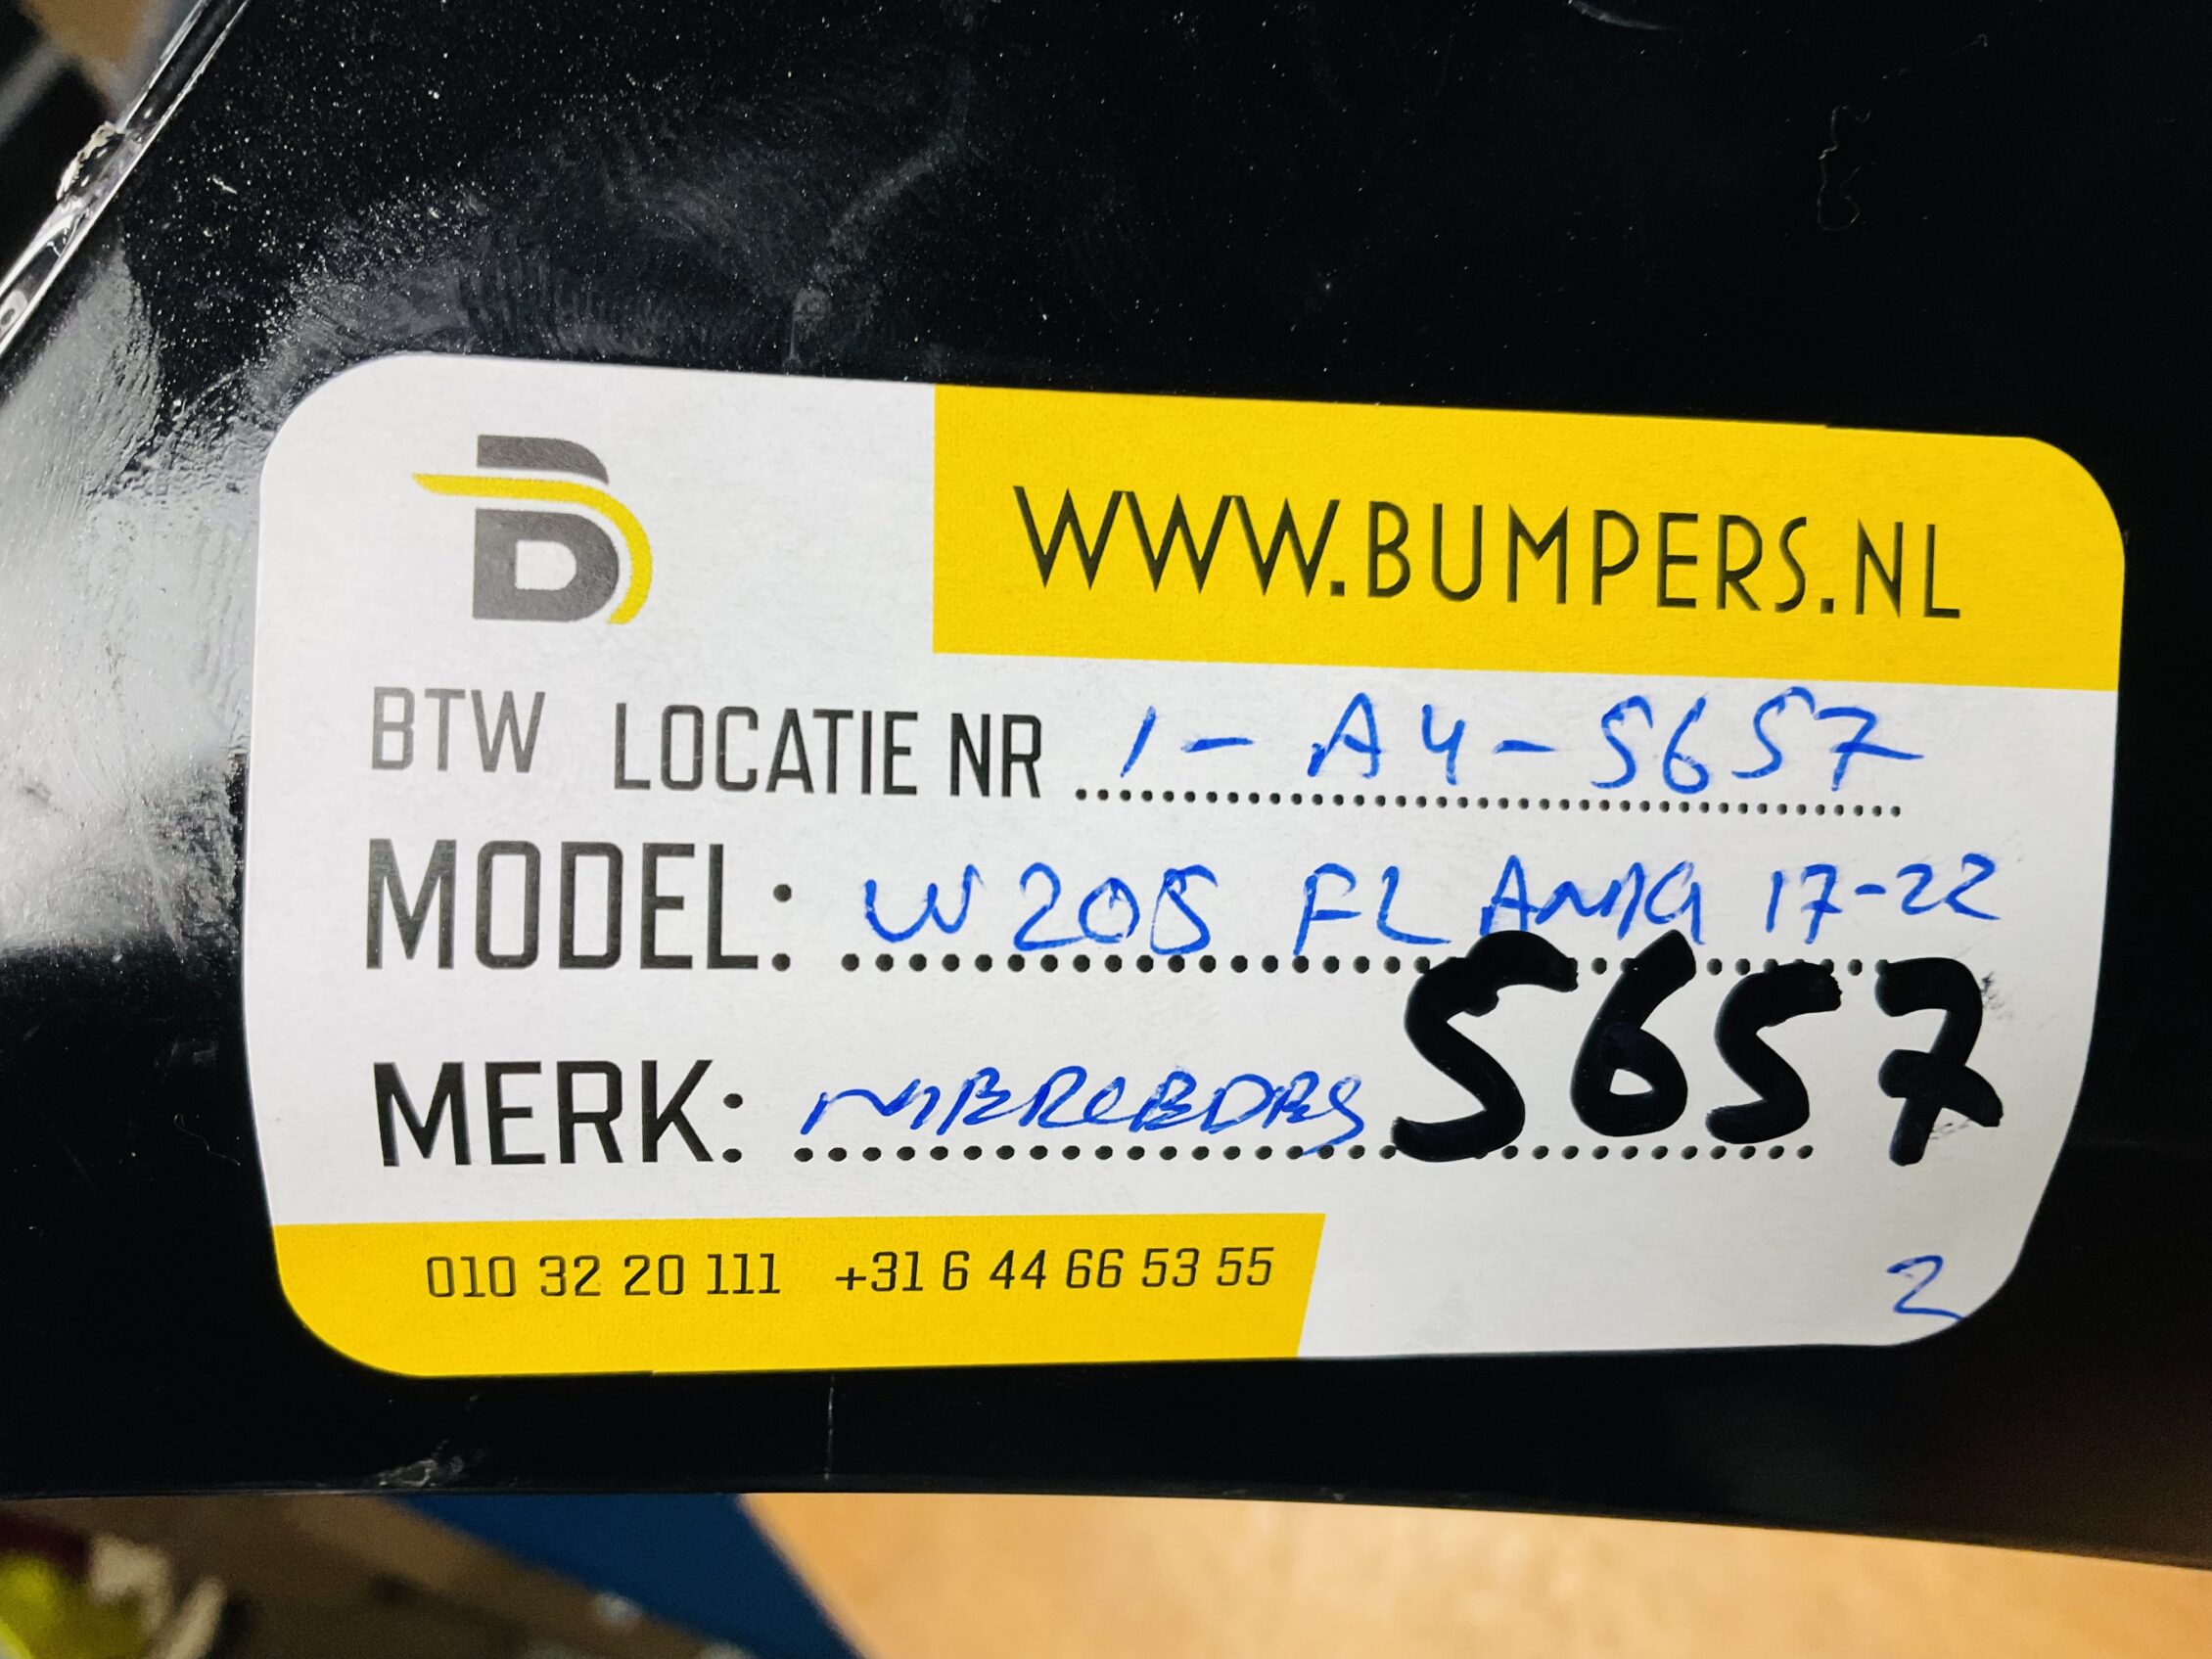 WWW.BUMPERS.NL
BTW LOCATIE NR 1-A4-5657
MODEL: W205 FL AMG 17-22
5657
MERK: MERCEDES
010 32 20 111 +31 6 44 66 53 55
2